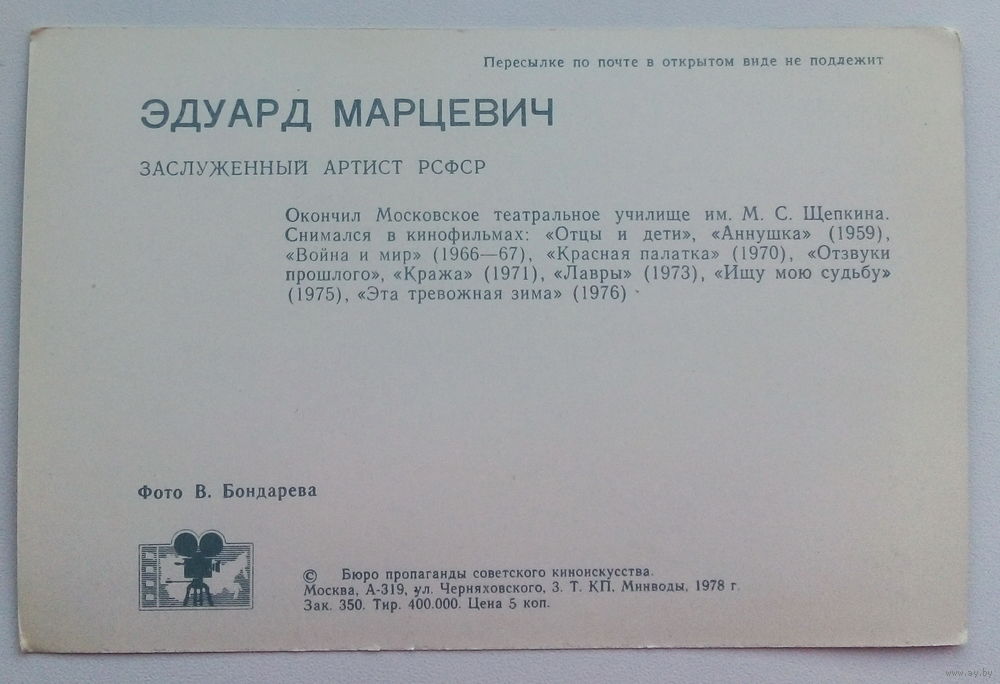 Пересылке по почте в открытом виде не подлежит
ЭДУАРД МАРЦЕВИЧ
ЗАСЛУЖЕННЫЙ АРТИСТ РСФСР
Окончил Московское театральное училище им. М. С. Щепкина.
Снимался в кинофильмах: «Отцы и дети», «Аннушка» (1959),
«Война и мир» (1966—67), «Красная палатка» (1970), «Отзвуки
прошлого», «Кража» (1971), «Лавры» (1973), «Ищу мою судьбу»
(1975), «Эта тревожная зима» (1976)
Фото В. Бондарева
© Бюро пропаганды советского киноискусства.
Москва, А-319, ул. Черняховского, 3. Т. КП. Минводы, 1978 г.
Зак. 350. Тир. 400.000. Цена 5 коп.
www.ay.by